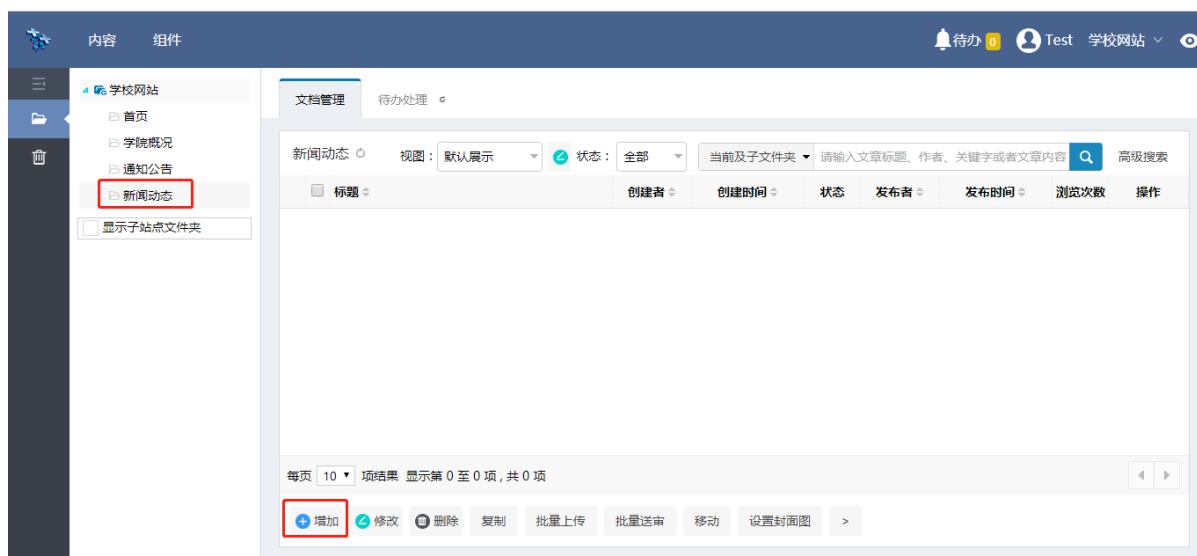 内容 组件 待办 0 Test 学校网站
学校网站
首页
学院概况
通知公告
新闻动态
显示子站点文件夹
文档管理 待办处理
新闻动态 视图： 默认展示 状态： 全部 当前及子文件夹 请输入文章标题、作者、关键字或者文章内容 高级搜索
标题 创建者 创建时间 状态 发布者 发布时间 浏览次数 操作
每页 10 项结果 显示第 0 至 0 项，共 0 项
增加 修改 删除 复制 批量上传 批量送审 移动 设置封面图 >